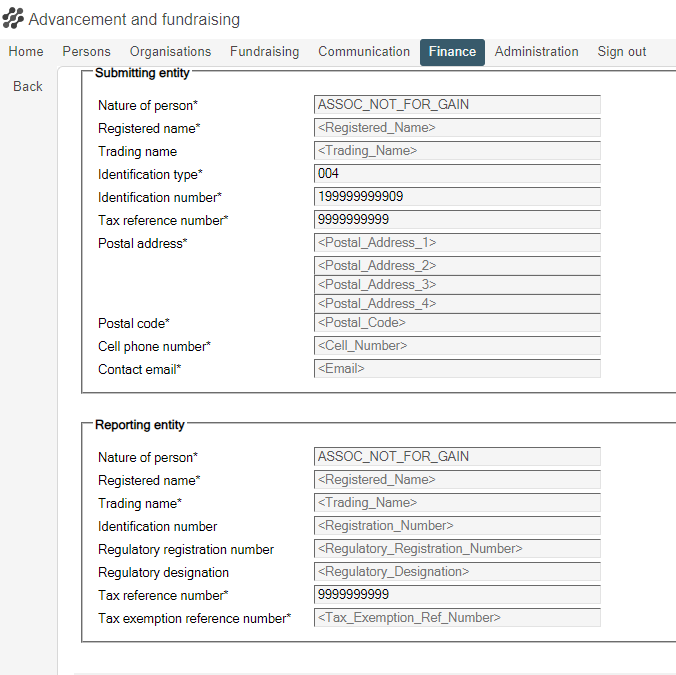 Advancement and fundraising
Home Persons Organisations Fundraising Communication Finance Administration Sign out
Back
Submitting entity
Nature of person* ASSOC_NOT_FOR_GAIN
Registered name* <Registered_Name>
Trading name <Trading_Name>
Identification type* 004
Identification number* 199999999909
Tax reference number* 9999999999
Postal address* <Postal_Address_1>
<Postal_Address_2>
<Postal_Address_3>
<Postal_Address_4>
Postal code* <Postal_Code>
Cell phone number* <Cell_Number>
Contact email* <Email>
Reporting entity
Nature of person* ASSOC_NOT_FOR_GAIN
Registered name* <Registered_Name>
Trading name* <Trading_Name>
Identification number <Registration_Number>
Regulatory registration number <Regulatory_Registration_Number>
Regulatory designation <Regulatory_Designation>
Tax reference number* 9999999999
Tax exemption reference number* <Tax_Exemption_Ref_Number>